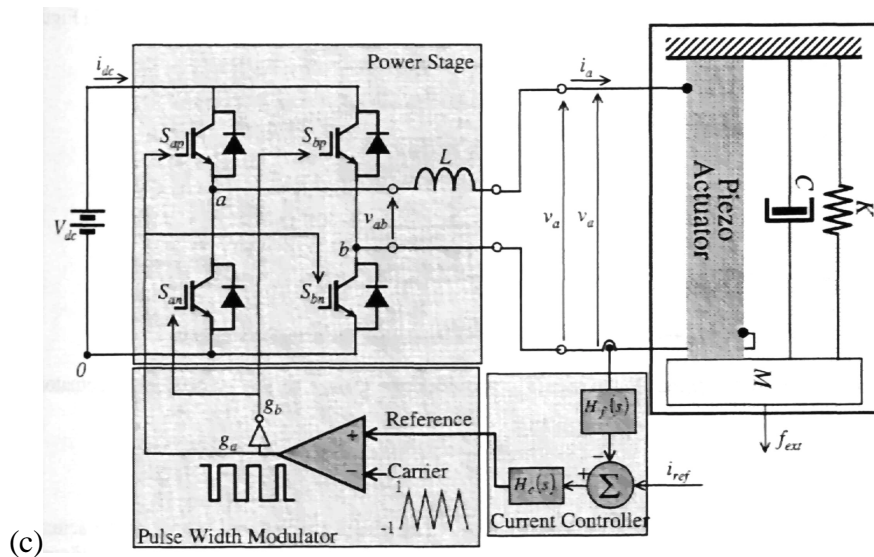 Power Stage
i_dc
i_a
S_ap
S_bp
L
a
v_ab
b
V_dc
v_a
v_a
Piezo
Actuator
C
K
S_an
S_bn
0
M
f_ext
g_b
g_a
Reference
+
−
Carrier
1
-1
H_f(s)
−
+
Σ
H_c(s)
i_ref
Current Controller
Pulse Width Modulator
(c)